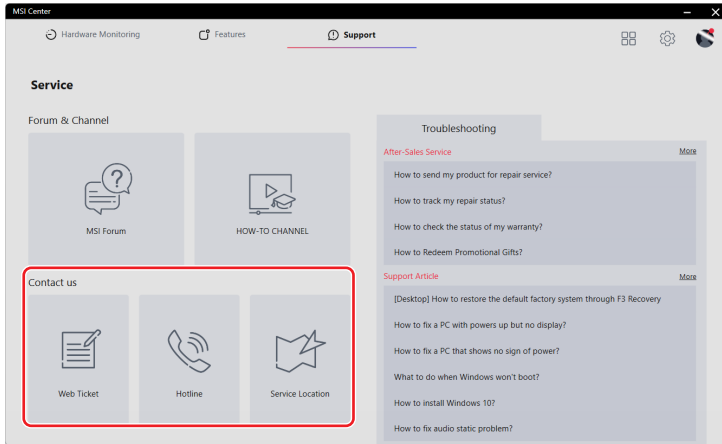 MSI Center
Hardware Monitoring
Features
Support
Service
Forum & Channel
MSI Forum
HOW-TO CHANNEL
Contact us
Web Ticket
Hotline
Service Location
Troubleshooting
After-Sales Service
More
How to send my product for repair service?
How to track my repair status?
How to check the status of my warranty?
How to Redeem Promotional Gifts?
Support Article
More
[Desktop] How to restore the default factory system through F3 Recovery
How to fix a PC with powers up but no display?
How to fix a PC that shows no sign of power?
What to do when Windows won't boot?
How to install Windows 10?
How to fix audio static problem?